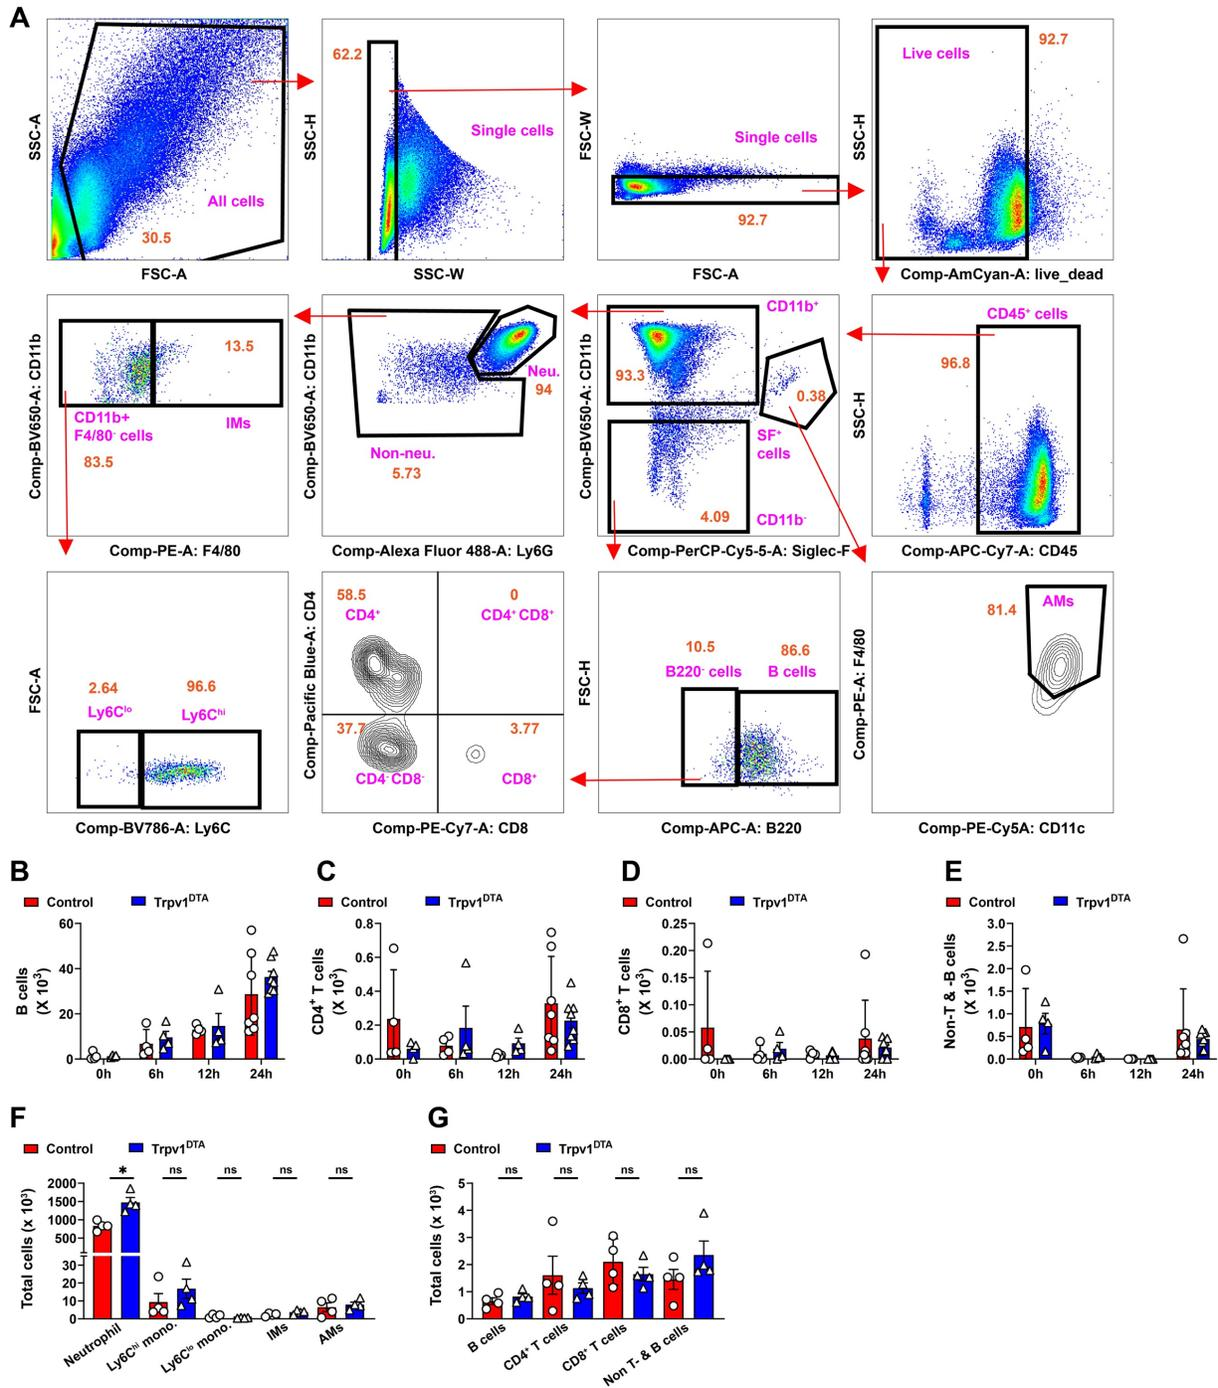 A
SSC-A
All cells
30.5
FSC-A
SSC-H
62.2
Single cells
SSC-W
FSC-W
Single cells
92.7
FSC-A
SSC-H
Live cells
92.7
Comp-AmCyan-A: live_dead
Comp-BV650-A: CD11b
13.5
CD11b+
F4/80⁻ cells
IMs
83.5
Comp-PE-A: F4/80
Comp-BV650-A: CD11b
Neu.
94
Non-neu.
5.73
Comp-Alexa Fluor 488-A: Ly6G
Comp-BV650-A: CD11b
CD11b⁺
93.3
0.38
SF⁺
cells
4.09
CD11b⁻
Comp-PerCP-Cy5-5-A: Siglec-F
SSC-H
CD45⁺ cells
96.8
Comp-APC-Cy7-A: CD45
FSC-A
2.64
96.6
Ly6Cˡᵒ
Ly6Cʰⁱ
Comp-BV786-A: Ly6C
Comp-Pacific Blue-A: CD4
58.5
0
CD4⁺
CD4⁺ CD8⁺
37.7
3.77
CD4⁻ CD8⁻
CD8⁺
Comp-PE-Cy7-A: CD8
FSC-H
10.5
86.6
B220⁻ cells
B cells
Comp-APC-A: B220
Comp-PE-A: F4/80
81.4
AMs
Comp-PE-Cy5A: CD11c
B
Control
Trpv1ᴰᵀᴬ
B cells
(X 10³)
60
40
20
0
0h 6h 12h 24h
C
Control
Trpv1ᴰᵀᴬ
CD4⁺ T cells
(X 10³)
0.8
0.6
0.4
0.2
0.0
0h 6h 12h 24h
D
Control
Trpv1ᴰᵀᴬ
CD8⁺ T cells
(X 10³)
0.25
0.20
0.15
0.10
0.05
0.00
0h 6h 12h 24h
E
Control
Trpv1ᴰᵀᴬ
Non-T & -B cells
(X 10³)
3.0
2.5
2.0
1.5
1.0
0.5
0.0
0h 6h 12h 24h
F
Control
Trpv1ᴰᵀᴬ
* ns ns ns ns
Total cells (x 10³)
2000
1500
1000
500
30
20
10
0
Neutrophil
Ly6Cʰⁱ mono.
Ly6Cˡᵒ mono.
IMs
AMs
G
Control
Trpv1ᴰᵀᴬ
ns ns ns ns
Total cells (x 10³)
5
4
3
2
1
0
B cells
CD4⁺ T cells
CD8⁺ T cells
Non T- & B cells